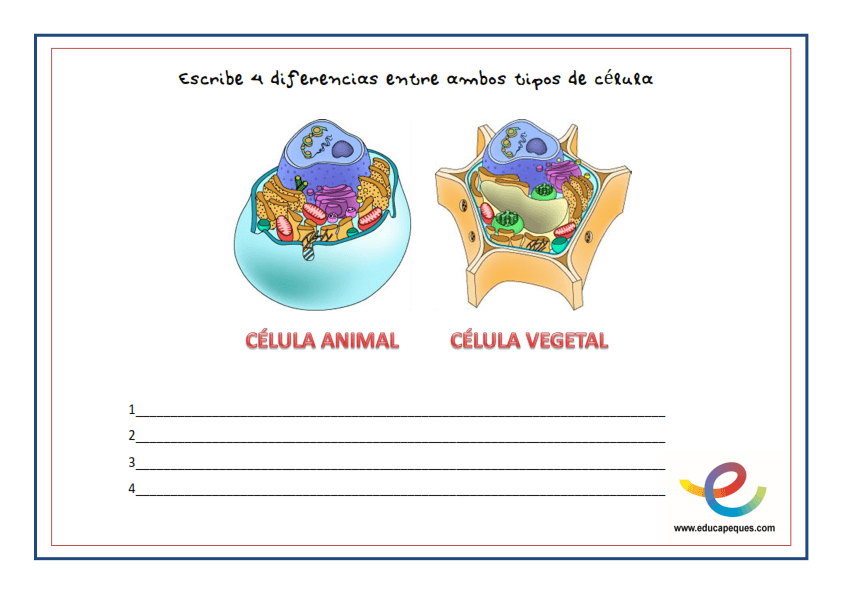 Escribe 4 diferencias entre ambos tipos de célula
CÉLULA ANIMAL CÉLULA VEGETAL
1
2
3
4
www.educapeques.com